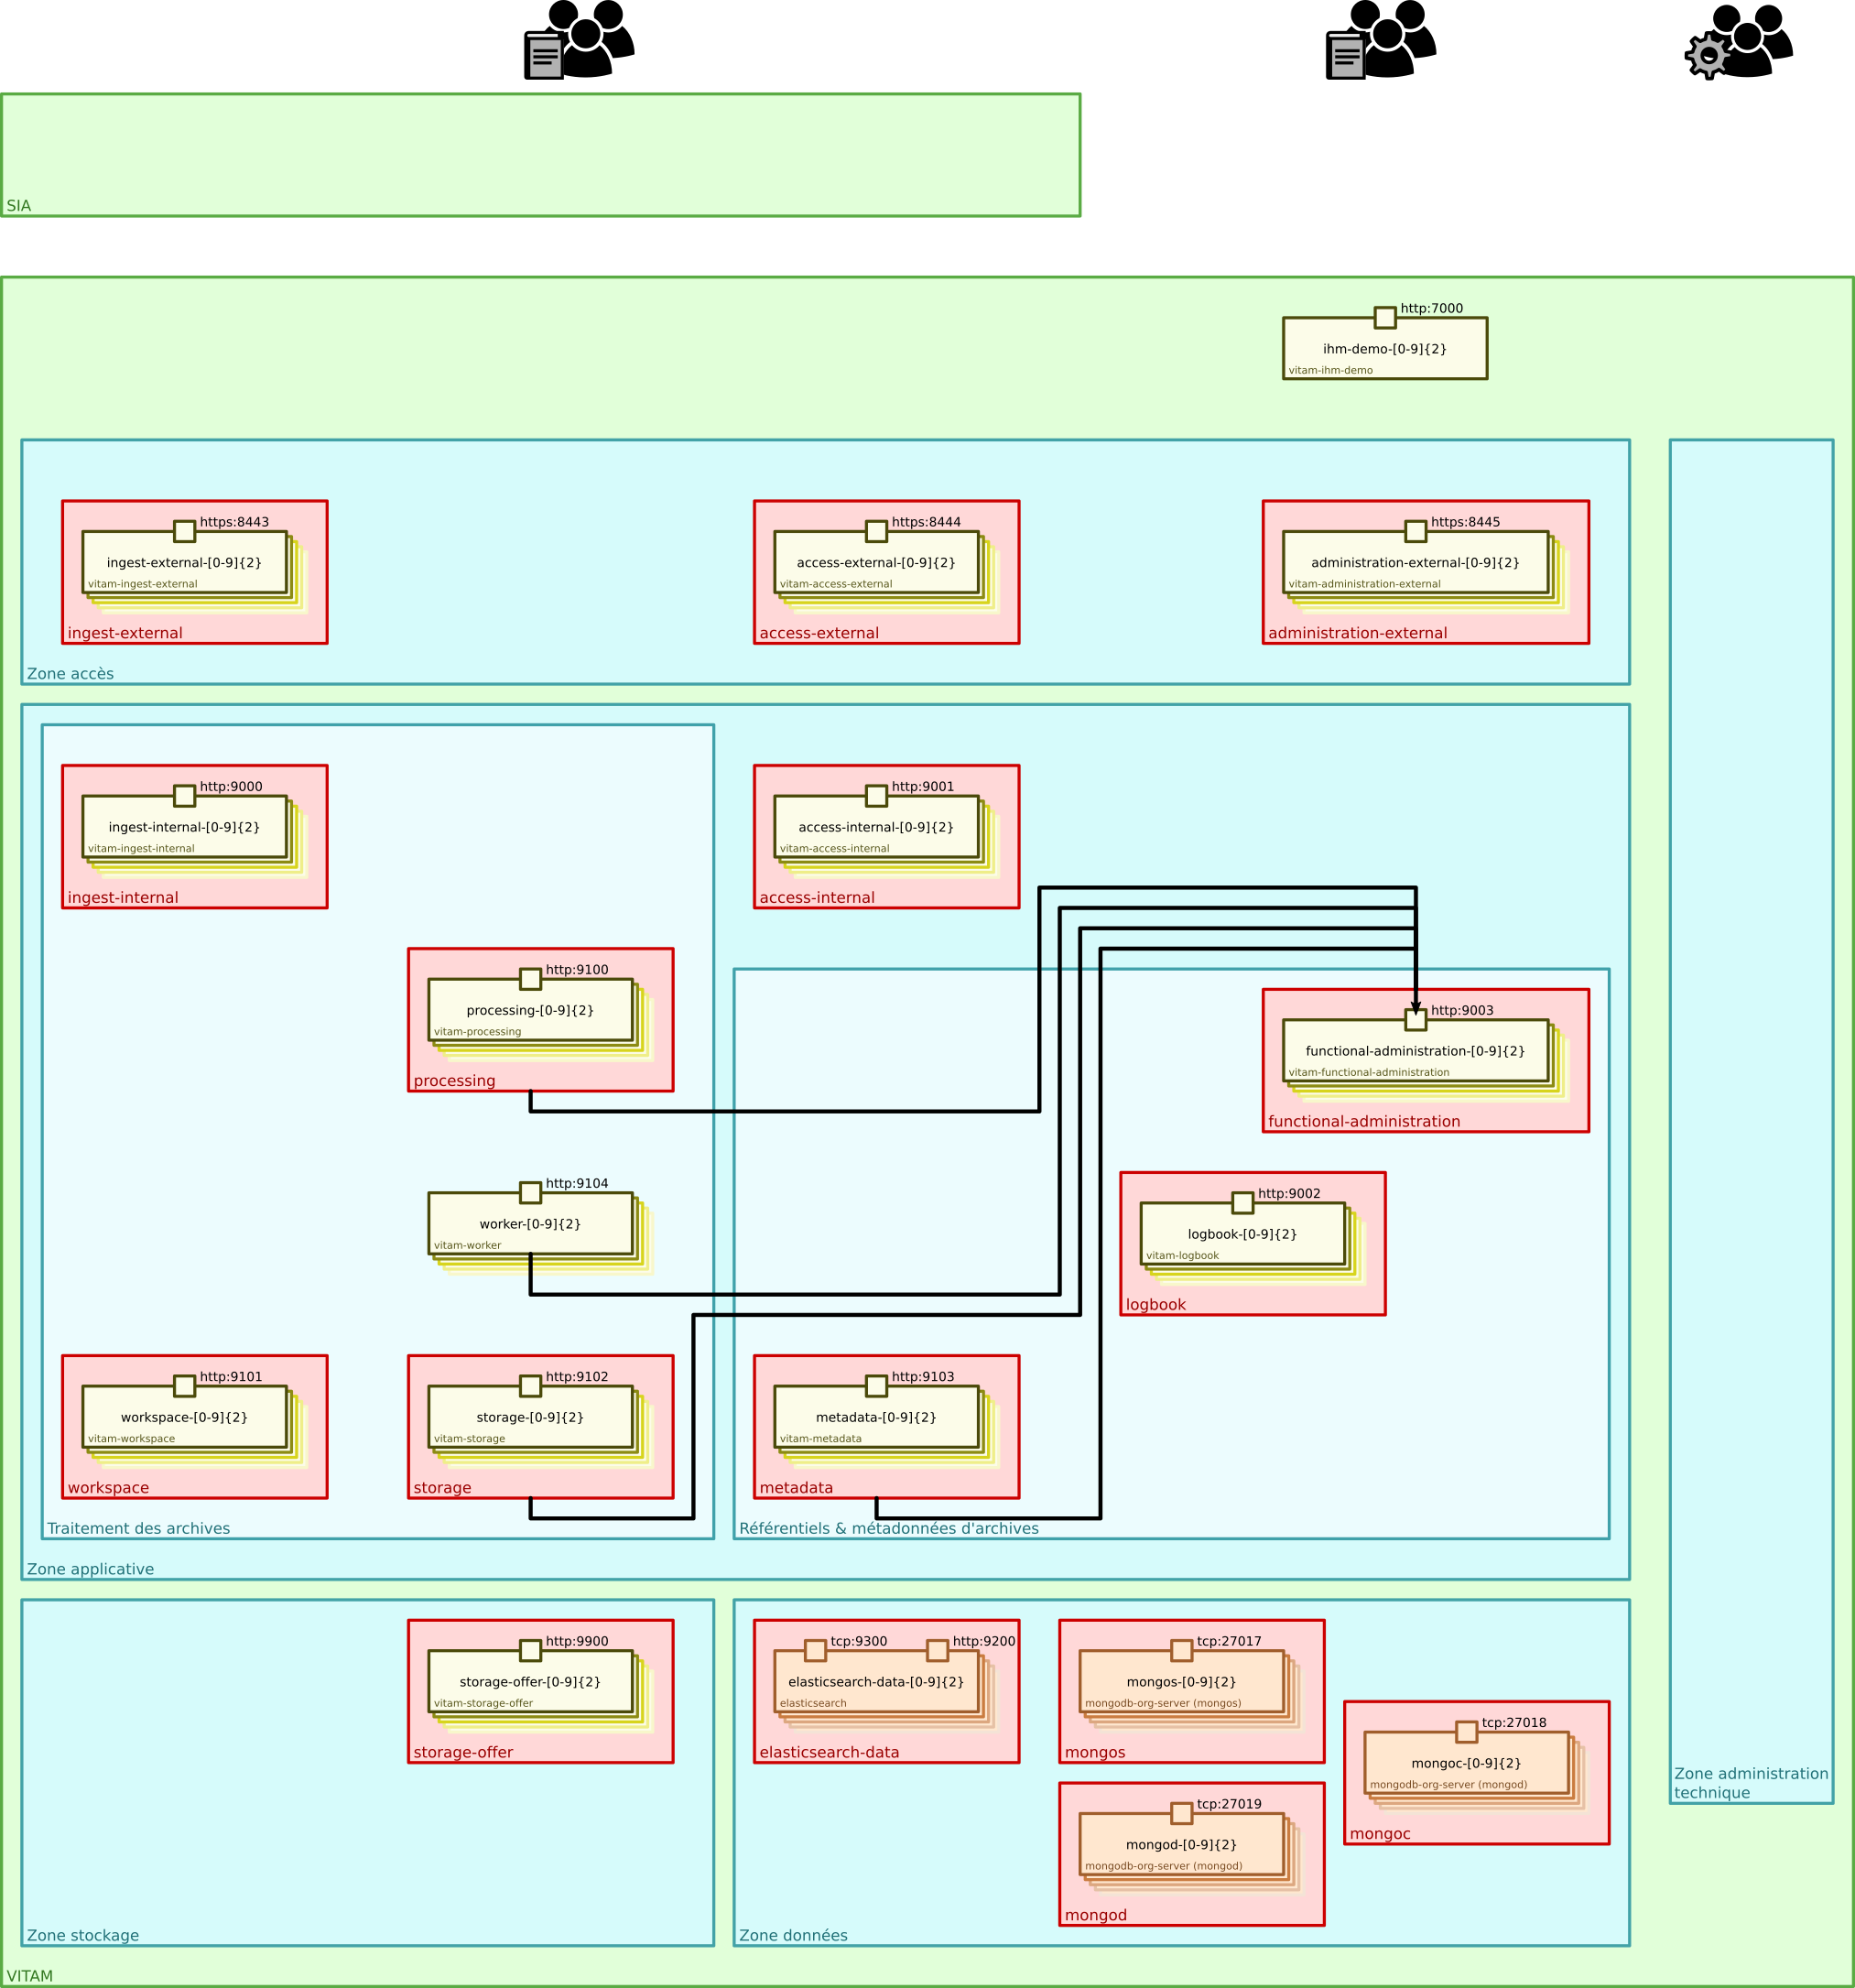 SIA
http:7000
ihm-demo-[0-9]{2}
vitam-ihm-demo
https:8443
ingest-external-[0-9]{2}
vitam-ingest-external
ingest-external
https:8444
access-external-[0-9]{2}
vitam-access-external
access-external
https:8445
administration-external-[0-9]{2}
vitam-administration-external
administration-external
Zone accès
http:9000
ingest-internal-[0-9]{2}
vitam-ingest-internal
ingest-internal
http:9001
access-internal-[0-9]{2}
vitam-access-internal
access-internal
http:9100
processing-[0-9]{2}
vitam-processing
processing
http:9003
functional-administration-[0-9]{2}
vitam-functional-administration
functional-administration
http:9104
worker-[0-9]{2}
vitam-worker
http:9002
logbook-[0-9]{2}
vitam-logbook
logbook
http:9101
workspace-[0-9]{2}
vitam-workspace
workspace
http:9102
storage-[0-9]{2}
vitam-storage
storage
http:9103
metadata-[0-9]{2}
vitam-metadata
metadata
Traitement des archives
Référentiels & métadonnées d'archives
Zone applicative
http:9900
storage-offer-[0-9]{2}
vitam-storage-offer
storage-offer
tcp:9300
http:9200
elasticsearch-data-[0-9]{2}
elasticsearch
elasticsearch-data
tcp:27017
mongos-[0-9]{2}
mongodb-org-server (mongos)
mongos
tcp:27018
mongoc-[0-9]{2}
mongodb-org-server (mongod)
mongoc
tcp:27019
mongod-[0-9]{2}
mongodb-org-server (mongod)
mongod
Zone administration
technique
Zone stockage
Zone données
VITAM